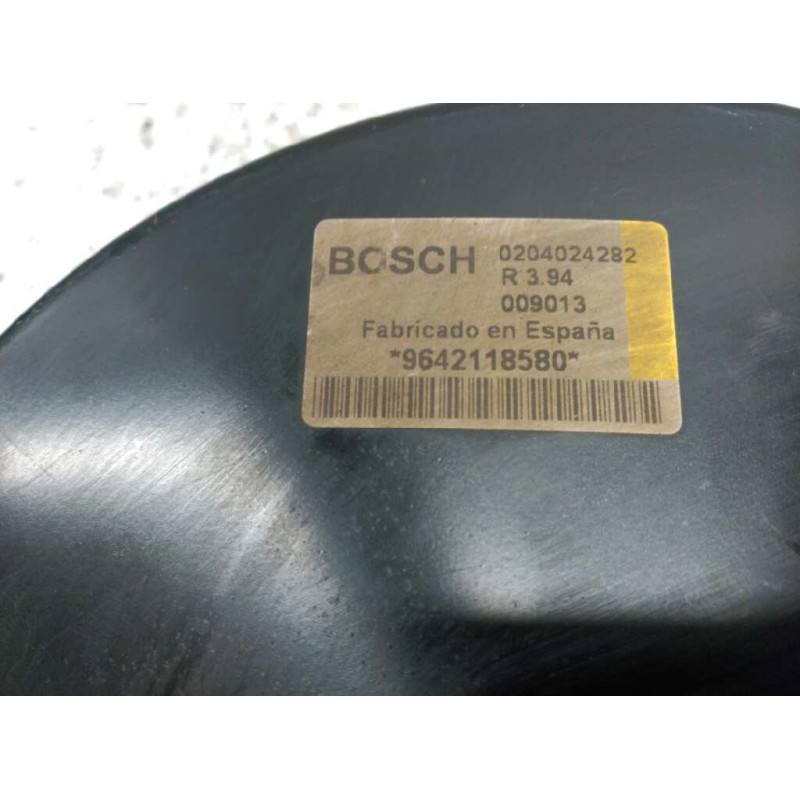 BOSCH 0204024282
R 3.94
009013
Fabricado en España
*9642118580*